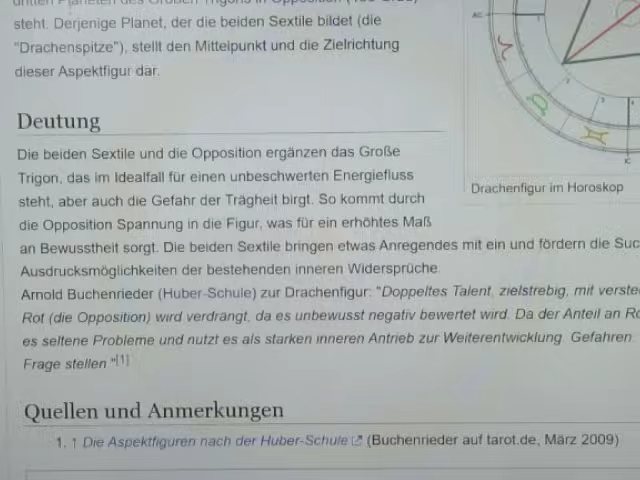 steht. Derjenige Planet, der die beiden Sextile bildet (die
"Drachenspitze"), stellt den Mittelpunkt und die Zielrichtung
dieser Aspektfigur dar.
Deutung
Die beiden Sextile und die Opposition ergänzen das Große
Trigon, das im Idealfall für einen unbeschwerten Energiefluss
steht, aber auch die Gefahr der Trägheit birgt. So kommt durch
die Opposition Spannung in die Figur, was für ein erhöhtes Maß
an Bewusstheit sorgt. Die beiden Sextile bringen etwas Anregendes mit ein und fördern die Suc
Ausdrucksmöglichkeiten der bestehenden inneren Widersprüche.
Arnold Buchenrieder (Huber-Schule) zur Drachenfigur: "Doppeltes Talent, zielstrebig, mit verste
Rot (die Opposition) wird verdrängt, da es unbewusst negativ bewertet wird. Da der Anteil an Ro
es seltene Probleme und nutzt es als starken inneren Antrieb zur Weiterentwicklung. Gefahren:
Frage stellen."[1]
Drachenfigur im Horoskop
AC
IC
Quellen und Anmerkungen
1. ↑ Die Aspektfiguren nach der Huber-Schule (Buchenrieder auf tarot.de, März 2009)